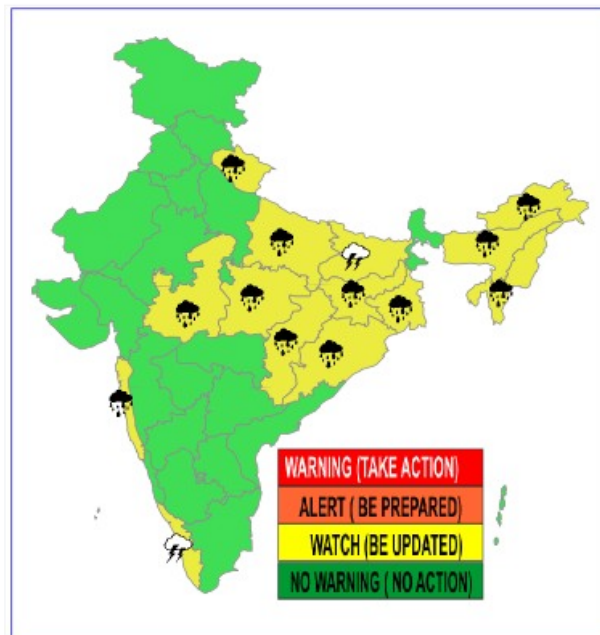 WARNING (TAKE ACTION)
ALERT ( BE PREPARED)
WATCH (BE UPDATED)
NO WARNING ( NO ACTION)